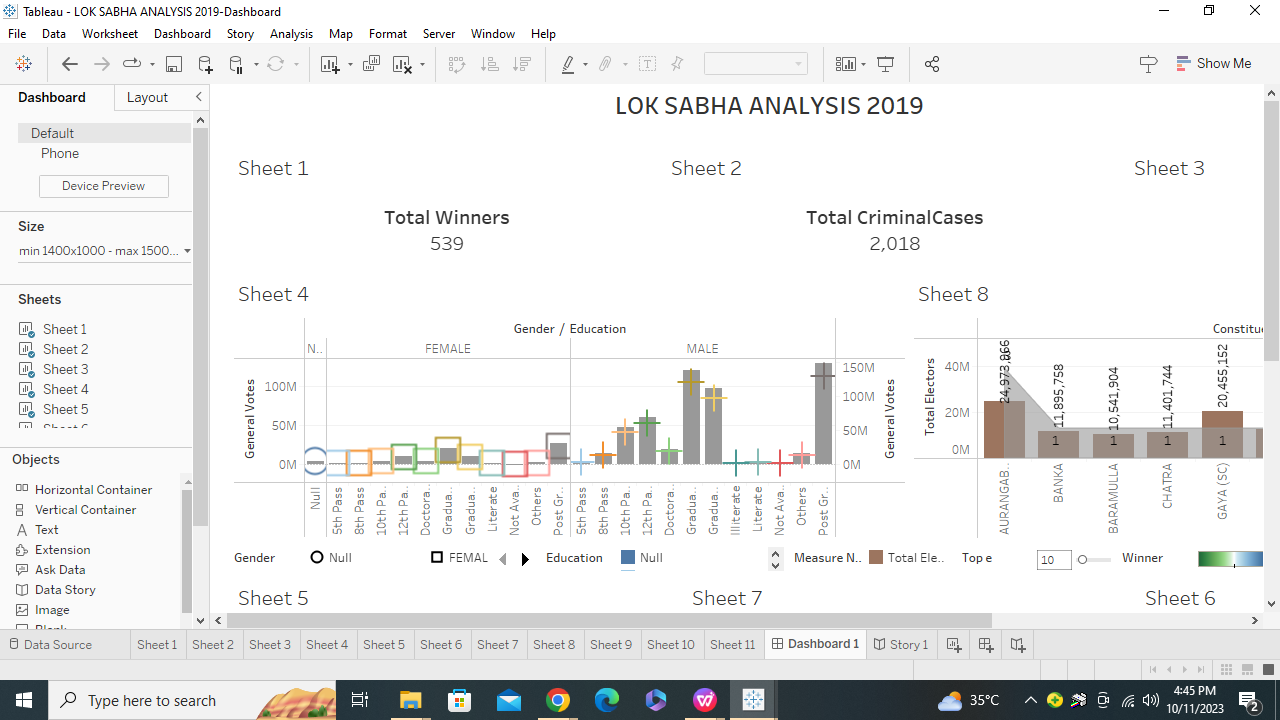 Tableau - LOK SABHA ANALYSIS 2019-Dashboard
File Data Worksheet Dashboard Story Analysis Map Format Server Window Help
Show Me
Dashboard Layout
Default
Phone
Device Preview
Size
min 1400x1000 - max 1500...
Sheets
Sheet 1
Sheet 2
Sheet 3
Sheet 4
Sheet 5
Objects
Horizontal Container
Vertical Container
Text
Extension
Ask Data
Data Story
Image
Blank
LOK SABHA ANALYSIS 2019
Sheet 1 Sheet 2 Sheet 3
Total Winners
539
Total CriminalCases
2,018
Sheet 4
Gender / Education
N.. FEMALE MALE
General Votes
100M
50M
0M
150M
100M
50M
0M
General Votes
Null
5th Pass
8th Pass
10th Pa..
12th Pa..
Doctora..
Gradua..
Gradua..
Literate
Not Ava..
Others
Post Gr..
5th Pass
8th Pass
10th Pa..
12th Pa..
Doctora..
Gradua..
Gradua..
Illiterate
Literate
Not Ava..
Others
Post Gr..
Sheet 8
Constitue
Total Electors
40M
20M
0M
24,973,966
11,895,758
10,541,904
11,401,744
20,455,152
1 1 1 1
AURANGAB..
BANKA
BARAMULLA
CHATRA
GAYA (SC)
Gender Null FEMAL Education Null Measure N.. Total Ele.. Top e 10 Winner
Sheet 5 Sheet 7 Sheet 6
Data Source Sheet 1 Sheet 2 Sheet 3 Sheet 4 Sheet 5 Sheet 6 Sheet 7 Sheet 8 Sheet 9 Sheet 10 Sheet 11 Dashboard 1 Story 1
Type here to search
35°C
4:45 PM
10/11/2023
2